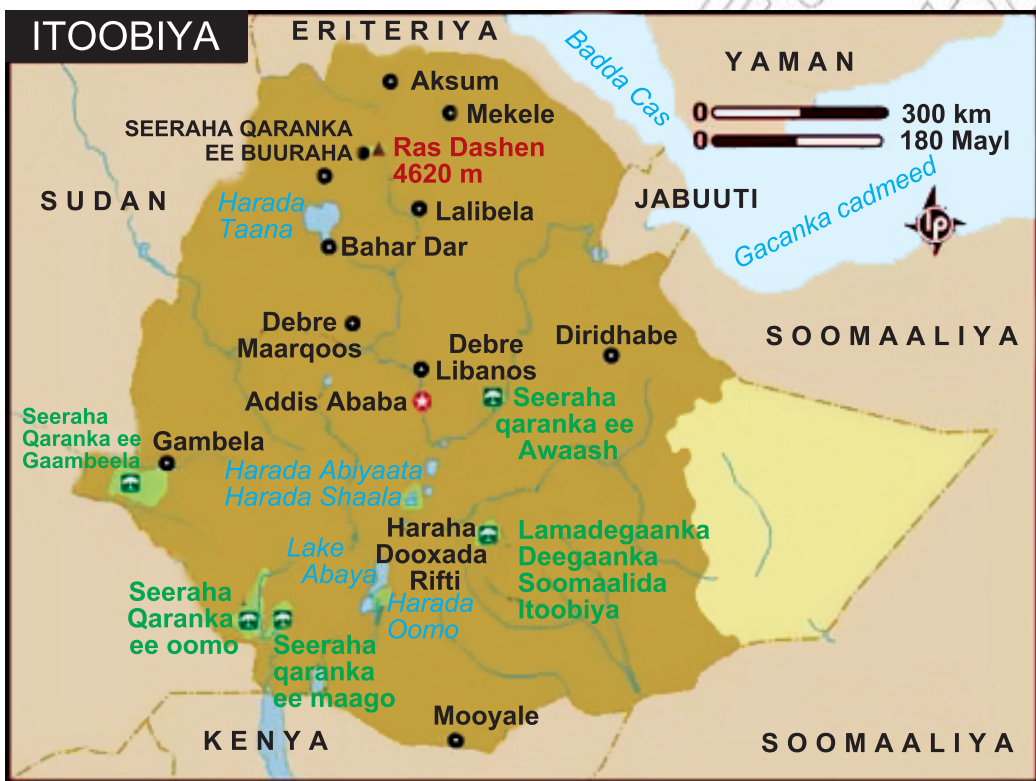 ITOOBIYA
ERITERIYA
Badda Cas
YAMAN
Aksum
Mekele
0 300 km
0 180 Mayl
SEERAHA QARANKA
EE BUURAHA
Ras Dashen
4620 m
SUDAN
Harada
Taana
Lalibela
JABUUTI
Gacanka cadmeed
Bahar Dar
Debre
Maarqoos
Debre
Libanos
Diridhabe
SOOMAALIYA
Addis Ababa
Seeraha
qaranka ee
Awaash
Seeraha
Qaranka ee
Gaambeela
Gambela
Harada Abiyaata
Harada Shaala
Haraha
Dooxada
Rifti
Lamadegaanka
Deegaanka
Soomaalida
Itoobiya
Lake
Abaya
Harada
Oomo
Seeraha
Qaranka
ee oomo
Seeraha
qaranka
ee maago
Mooyale
KENYA
SOOMAALIYA
lp